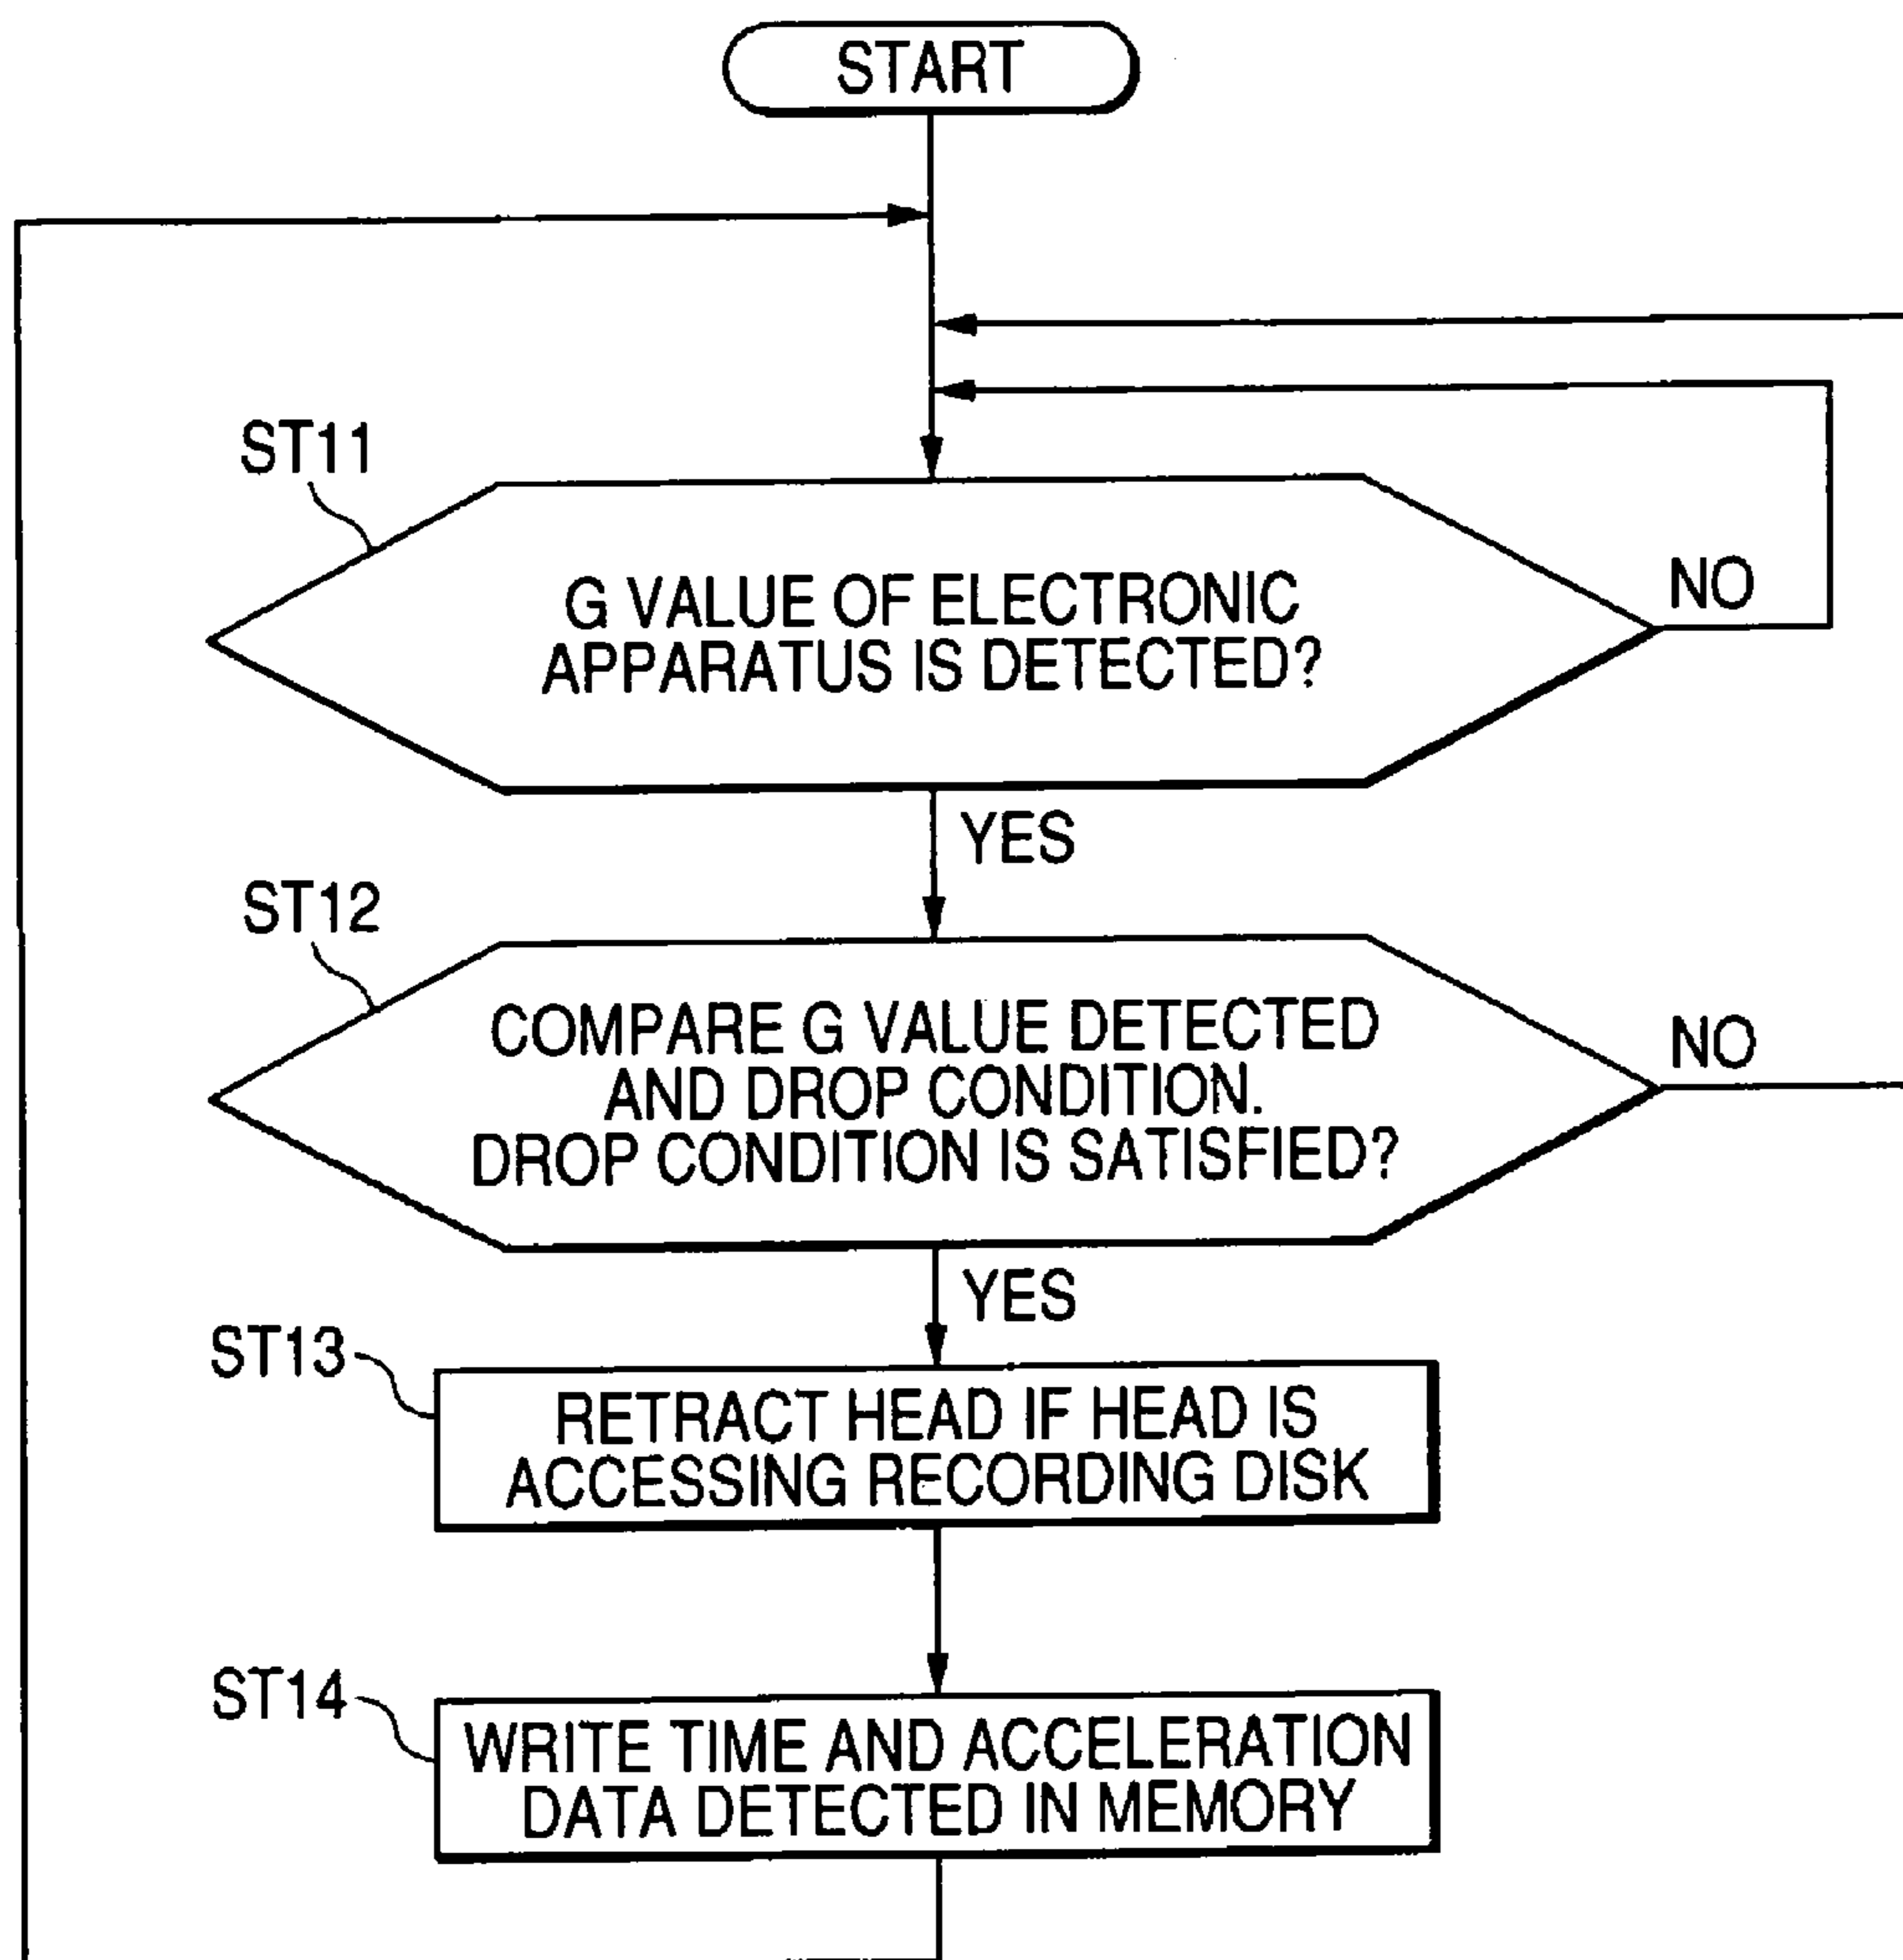 START
ST11
G VALUE OF ELECTRONIC
APPARATUS IS DETECTED?
NO
YES
ST12
COMPARE G VALUE DETECTED
AND DROP CONDITION.
DROP CONDITION IS SATISFIED?
NO
YES
ST13
RETRACT HEAD IF HEAD IS
ACCESSING RECORDING DISK
ST14
WRITE TIME AND ACCELERATION
DATA DETECTED IN MEMORY